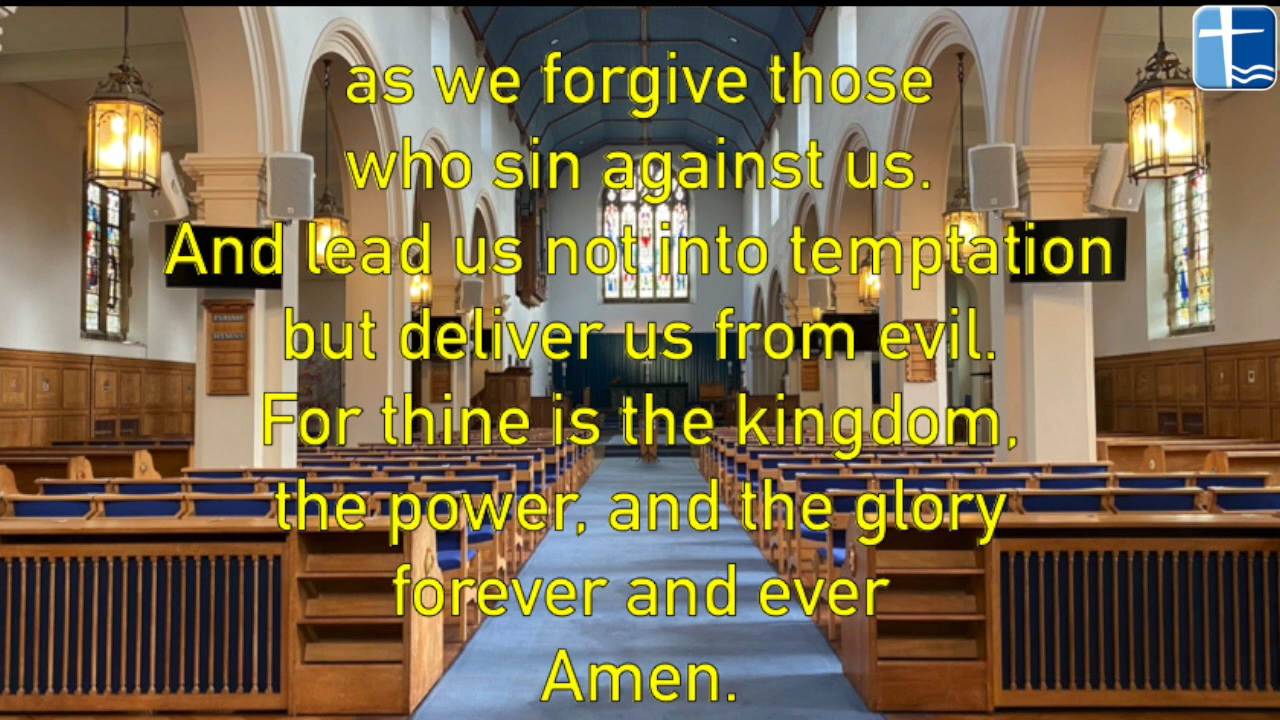 as we forgive those
who sin against us.
And lead us not into temptation
but deliver us from evil.
For thine is the kingdom,
the power, and the glory
forever and ever
Amen.